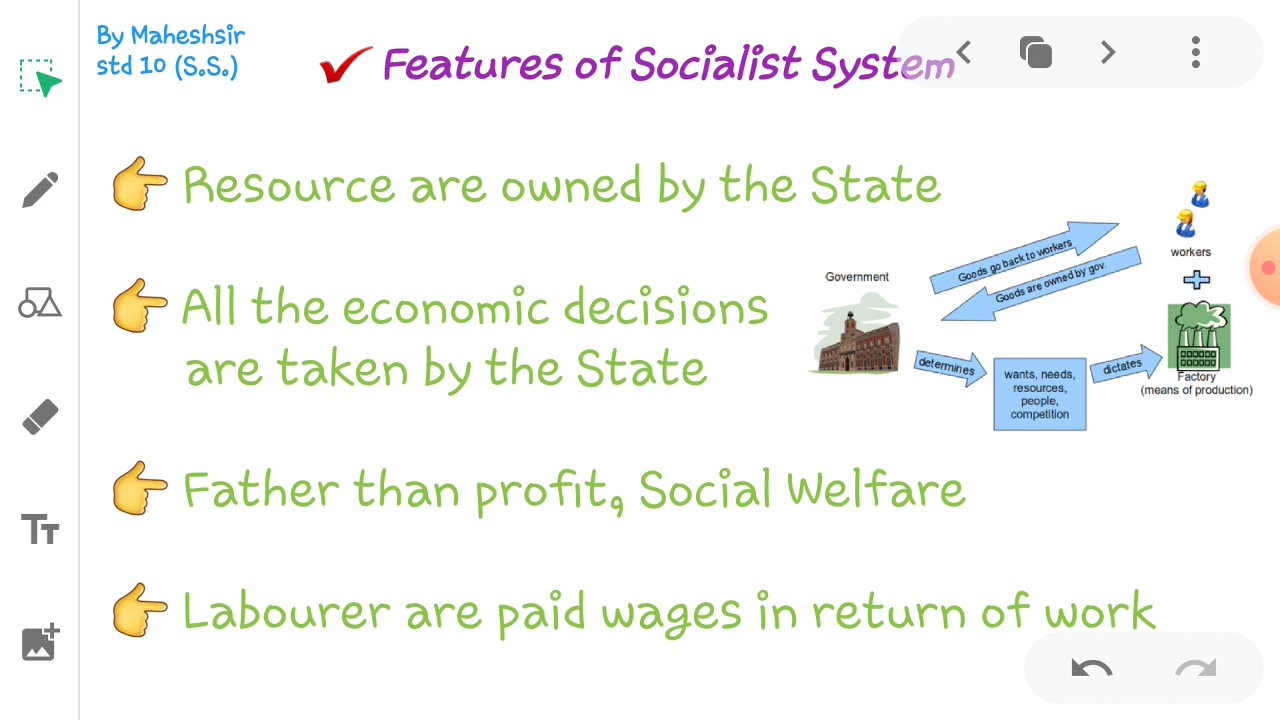 By Maheshsir
std 10 (S.S.)
Features of Socialist System
Resource are owned by the State
All the economic decisions
are taken by the State
Father than profit, Social Welfare
Labourer are paid wages in return of work
workers
Goods go back to workers
Goods are owned by gov.
Government
determines
wants, needs,
resources,
people,
competition
dictates
Factory
(means of production)
TT